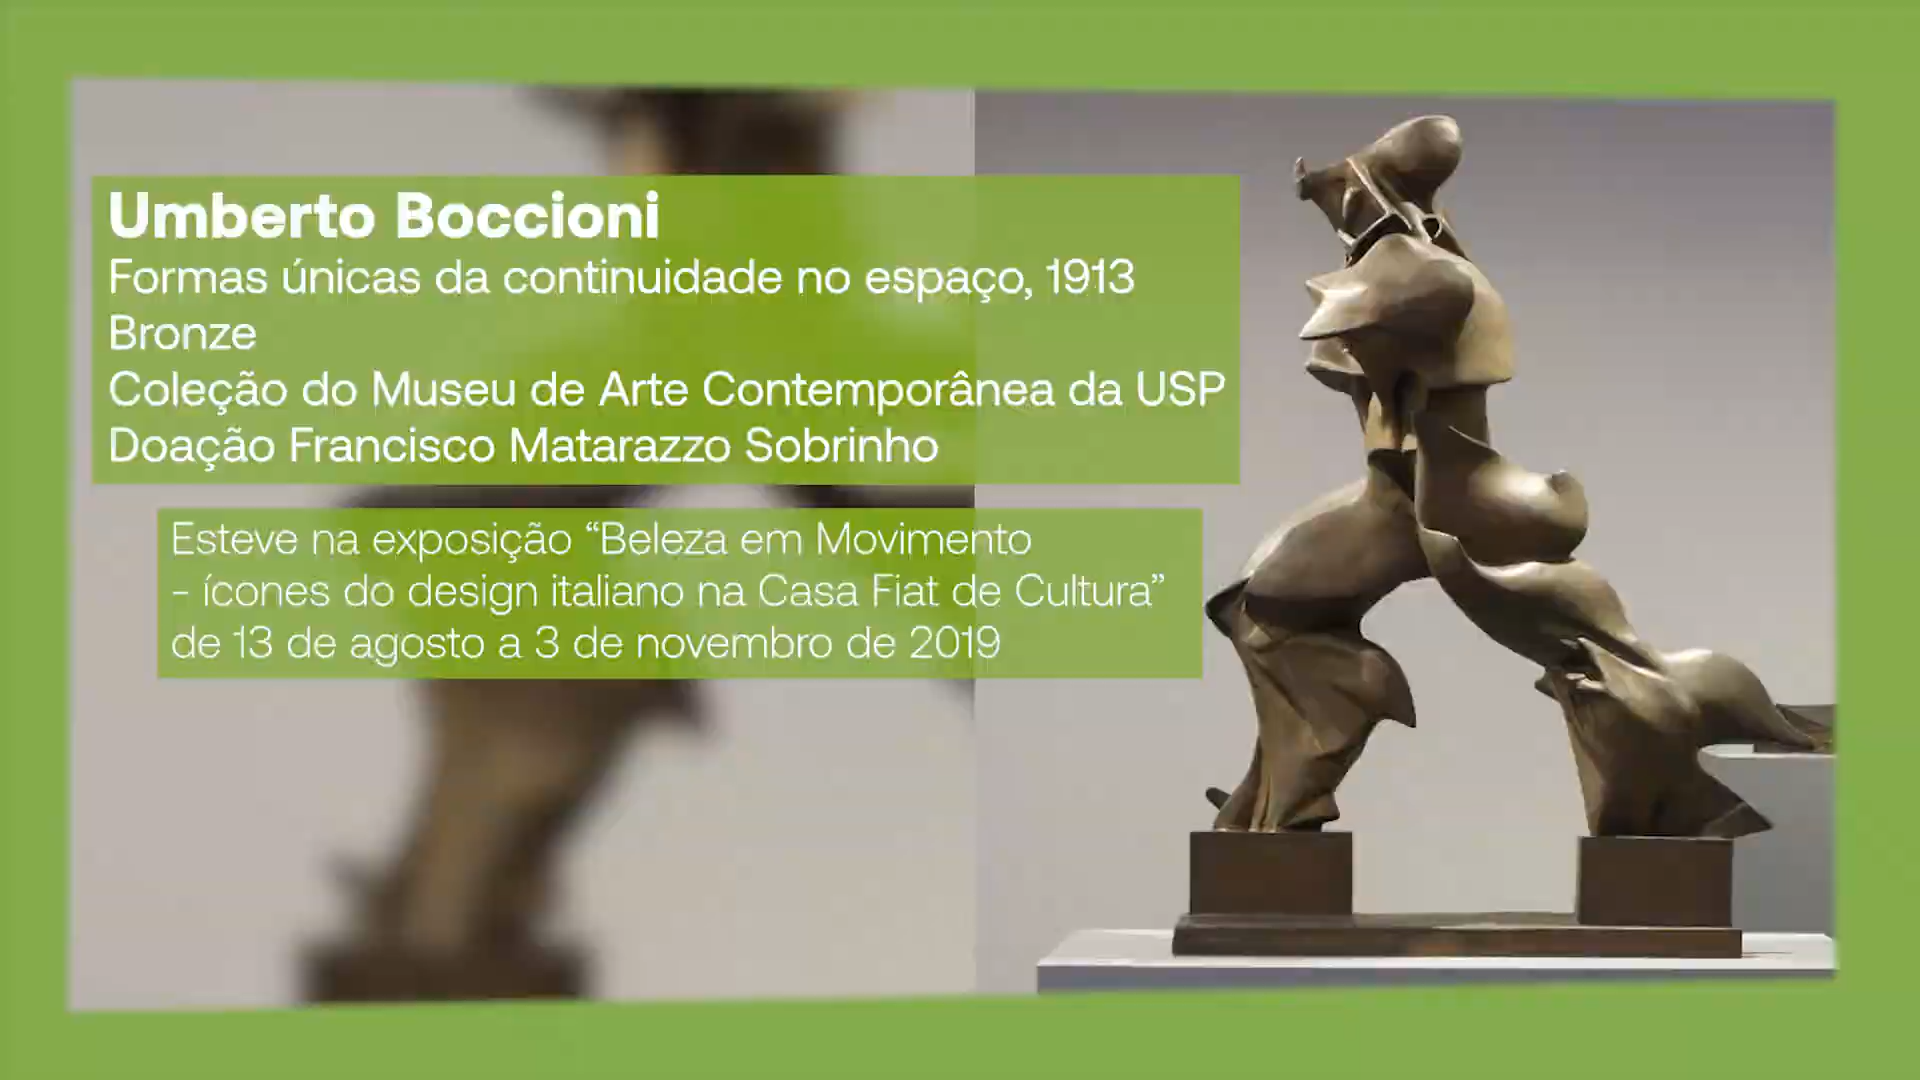 Umberto Boccioni
Formas únicas da continuidade no espaço, 1913
Bronze
Coleção do Museu de Arte Contemporânea da USP
Doação Francisco Matarazzo Sobrinho
Esteve na exposição “Beleza em Movimento
- ícones do design italiano na Casa Fiat de Cultura”
de 13 de agosto a 3 de novembro de 2019